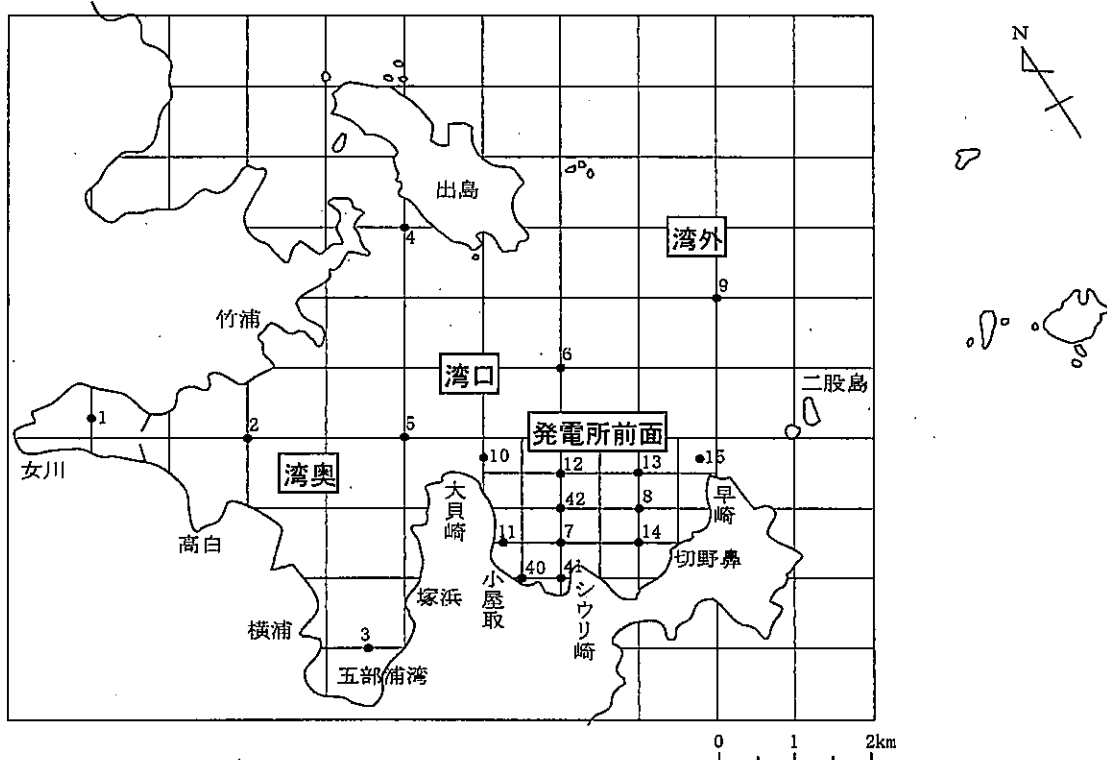 N
出島
4
湾外
9
竹浦
6
湾口
二股島
1
2
5
発電所前面
10
12
13
15
女川
湾奥
大貝崎
42
8
早崎
高白
11
7
14
切野鼻
40
41
小屋取
シウリ崎
塚浜
横浦
3
五部浦湾
0 1 2km